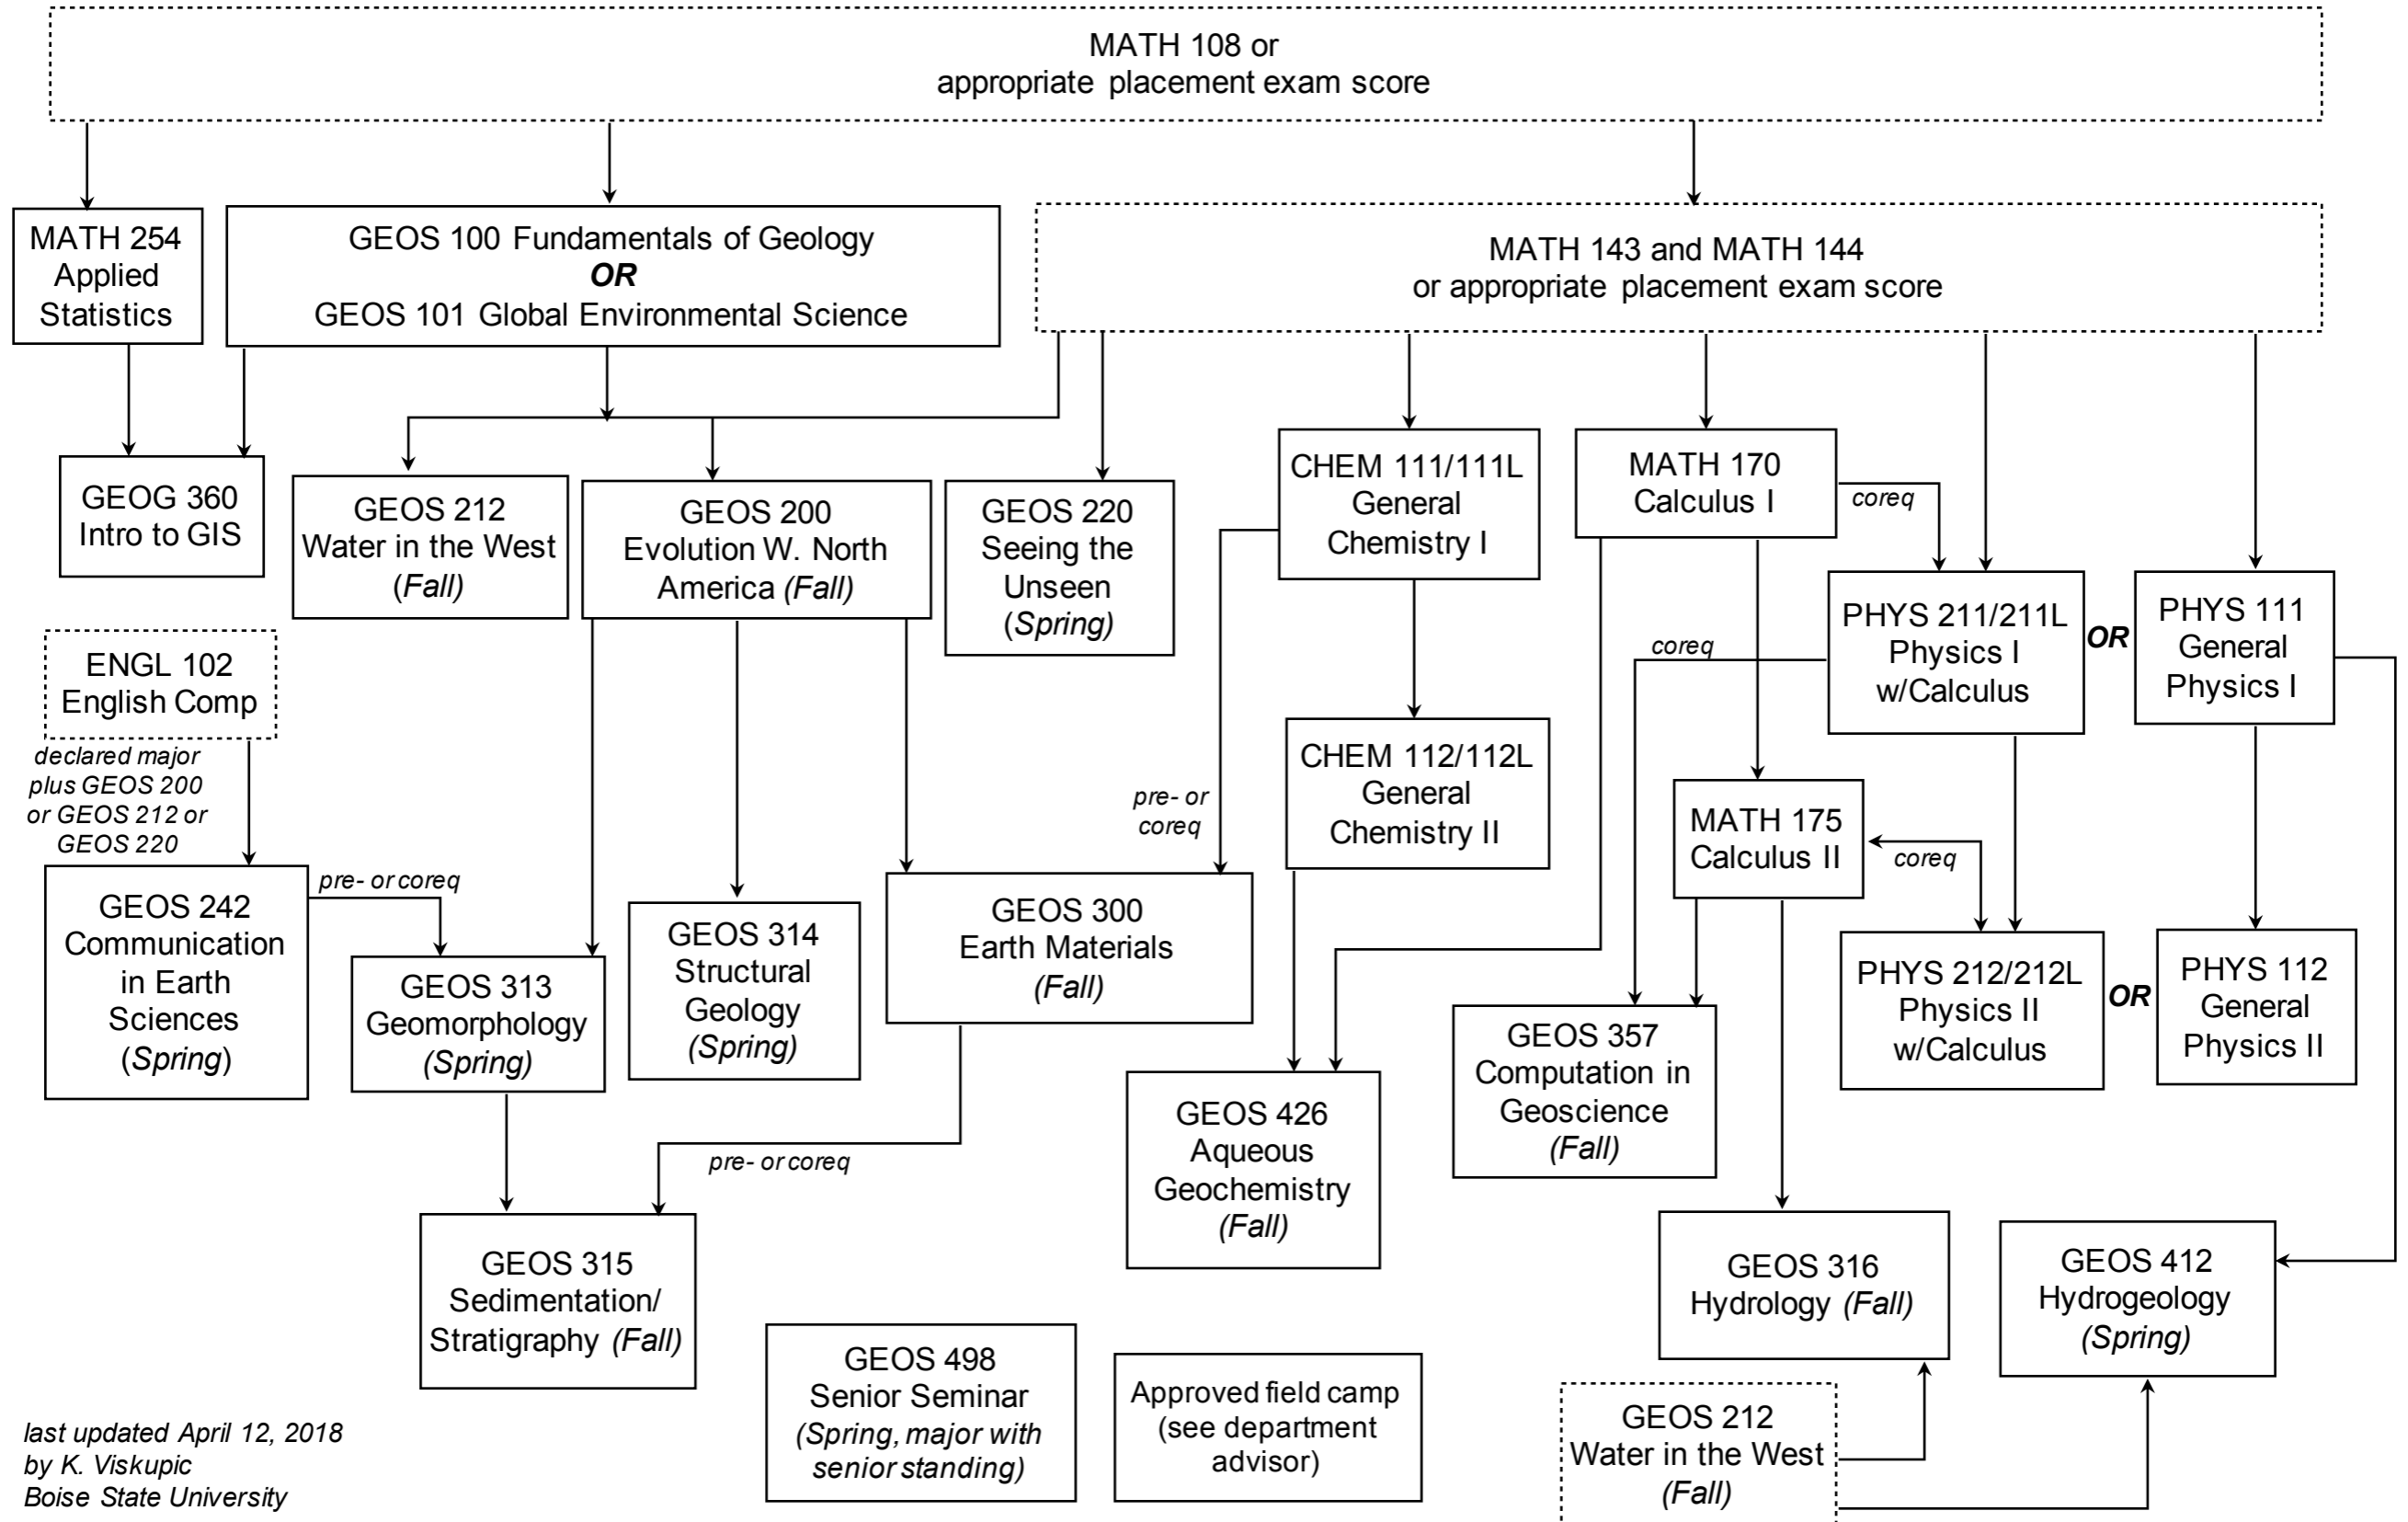 MATH 108 or
appropriate placement exam score
MATH 254
Applied
Statistics
GEOS 100 Fundamentals of Geology
OR
GEOS 101 Global Environmental Science
MATH 143 and MATH 144
or appropriate placement exam score
GEOG 360
Intro to GIS
GEOS 212
Water in the West
(Fall)
GEOS 200
Evolution W. North
America (Fall)
GEOS 220
Seeing the
Unseen
(Spring)
CHEM 111/111L
General
Chemistry I
MATH 170
Calculus I
coreq
PHYS 211/211L
Physics I
w/Calculus
OR
PHYS 111
General
Physics I
coreq
ENGL 102
English Comp
declared major
plus GEOS 200
or GEOS 212 or
GEOS 220
CHEM 112/112L
General
Chemistry II
pre- or
coreq
MATH 175
Calculus II
coreq
GEOS 242
Communication
in Earth
Sciences
(Spring)
pre- or coreq
GEOS 313
Geomorphology
(Spring)
GEOS 314
Structural
Geology
(Spring)
GEOS 300
Earth Materials
(Fall)
PHYS 212/212L
Physics II
w/Calculus
OR
PHYS 112
General
Physics II
GEOS 357
Computation in
Geoscience
(Fall)
GEOS 426
Aqueous
Geochemistry
(Fall)
pre- or coreq
GEOS 315
Sedimentation/
Stratigraphy (Fall)
GEOS 316
Hydrology (Fall)
GEOS 412
Hydrogeology
(Spring)
GEOS 498
Senior Seminar
(Spring, major with
senior standing)
Approved field camp
(see department
advisor)
GEOS 212
Water in the West
(Fall)
last updated April 12, 2018
by K. Viskupic
Boise State University